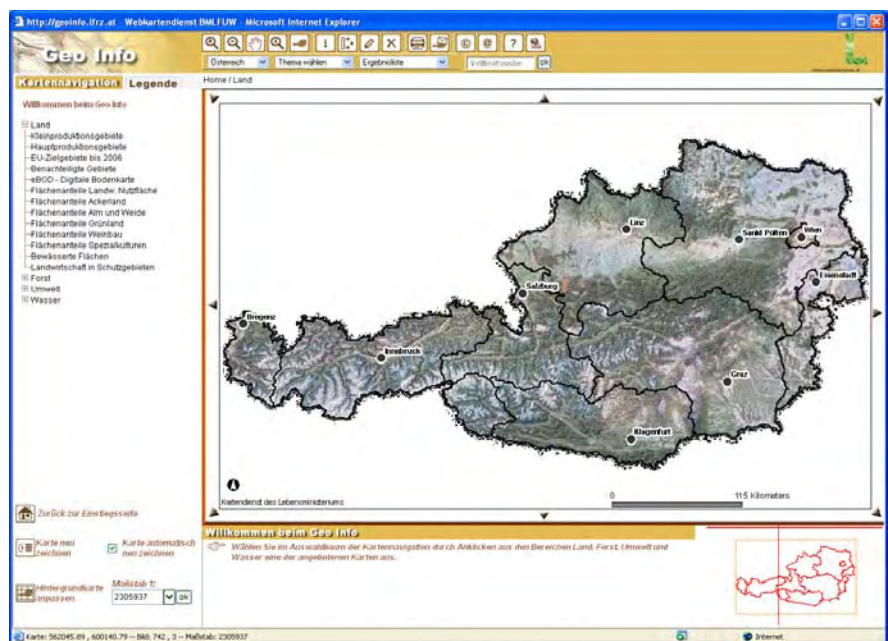 http://geoinfo.lfrz.at - Webkartendienst BMLFUW - Microsoft Internet Explorer
Geo Info
Österreich
Thema wählen
Ergebnisliste
Volltextsuche
ok
Kartennavigation
Legende
Home / Land
Willkommen beim Geo Info
Land
Kleinproduktionsgebiete
Hauptproduktionsgebiete
EU-Zielgebiete bis 2006
Benachteiligte Gebiete
eBOD - Digitale Bodenkarte
Flächenanteile Landw. Nutzfläche
Flächenanteile Ackerland
Flächenanteile Alm und Weide
Flächenanteile Grünland
Flächenanteile Weinbau
Flächenanteile Spezialkulturen
Bewässerte Flächen
Landwirtschaft in Schutzgebieten
Forst
Umwelt
Wasser
Linz
Sankt Pölten
Wien
Eisenstadt
Salzburg
Bregenz
Innsbruck
Graz
Klagenfurt
Kartendienst des Lebensministeriums
0 115 Kilometers
Zurück zur Einstiegsseite
Karte neu zeichnen
Karte automatisch neu zeichnen
Hintergrundkarte anpassen
Maßstab 1:
2305937
ok
Willkommen beim Geo Info
Wählen Sie im Auswahlbaum der Kartennavigation durch Anklicken aus den Bereichen Land, Forst, Umwelt und
Wasser eine der angebotenen Karten aus.
Karte: 562045.89 , 600140.79 -- Bild: 742 , 3 -- Maßstab: 2305937
Internet